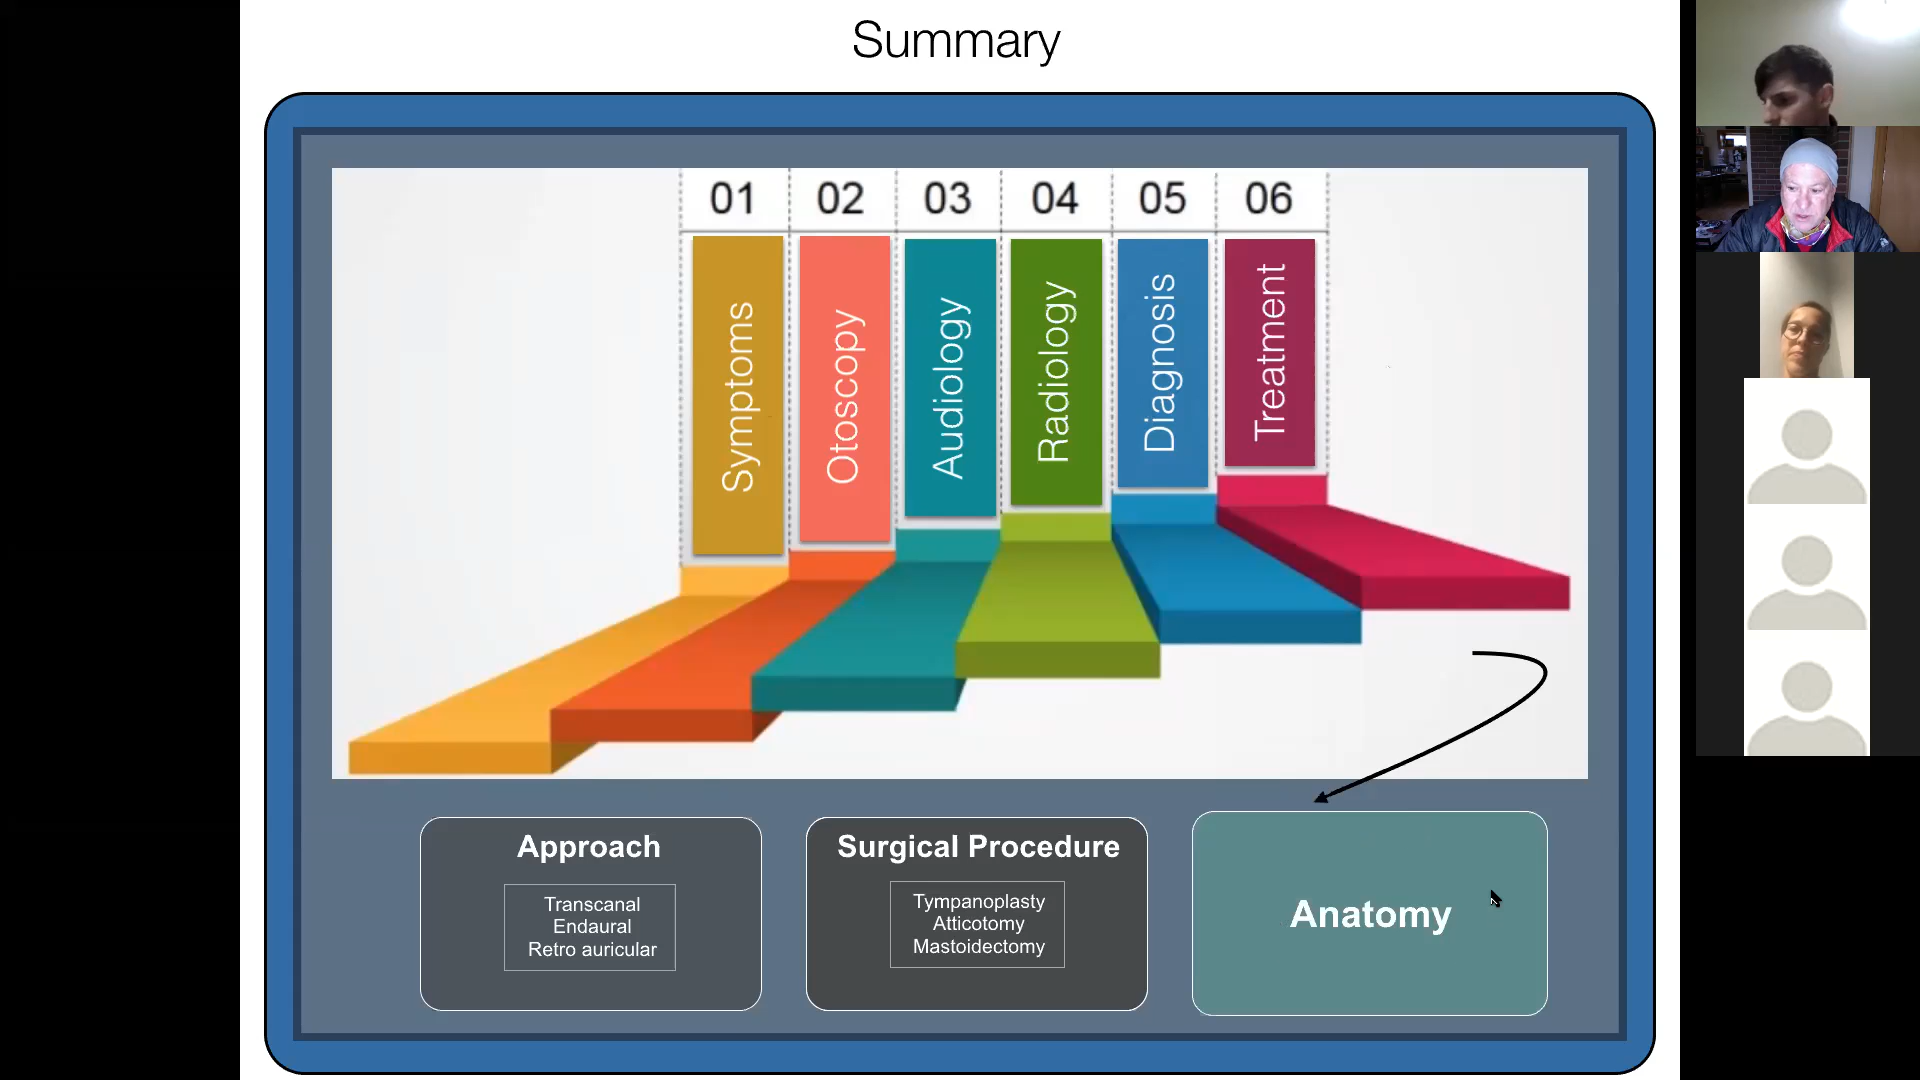 Summary
01 02 03 04 05 06
Symptoms
Otoscopy
Audiology
Radiology
Diagnosis
Treatment
Approach
Transcanal
Endaural
Retro auricular
Surgical Procedure
Tympanoplasty
Atticotomy
Mastoidectomy
Anatomy